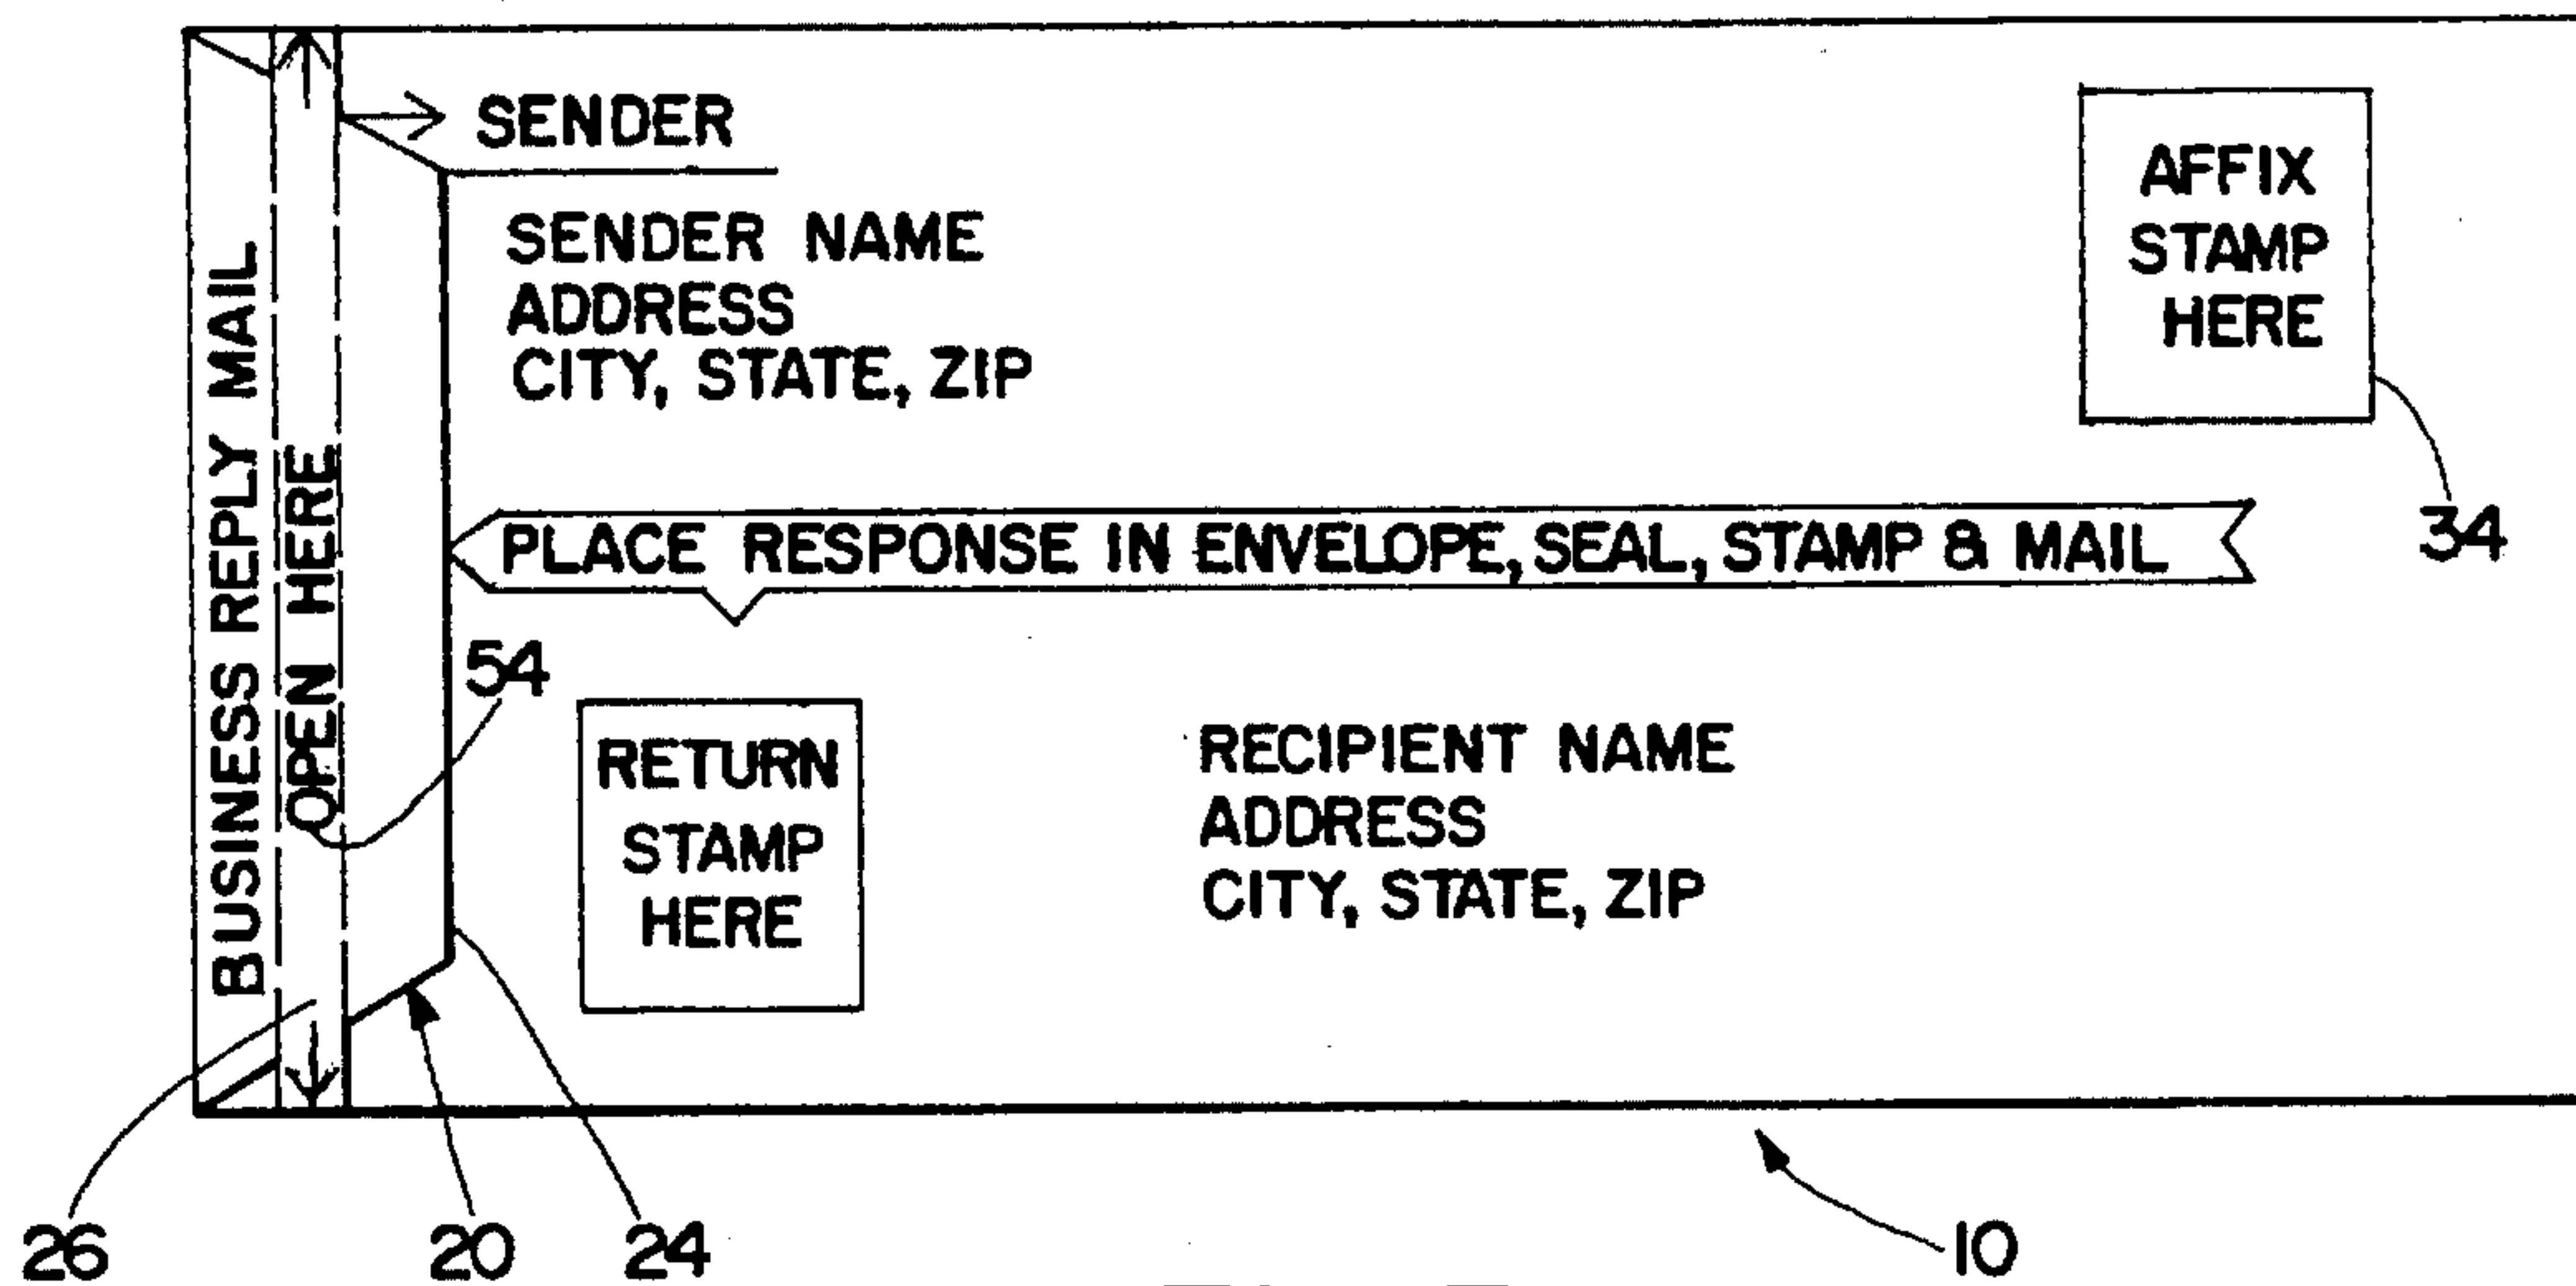 BUSINESS REPLY MAIL
OPEN HERE
SENDER
SENDER NAME
ADDRESS
CITY, STATE, ZIP
AFFIX
STAMP
HERE
34
PLACE RESPONSE IN ENVELOPE, SEAL, STAMP & MAIL
54
RETURN
STAMP
HERE
RECIPIENT NAME
ADDRESS
CITY, STATE, ZIP
26
20
24
10